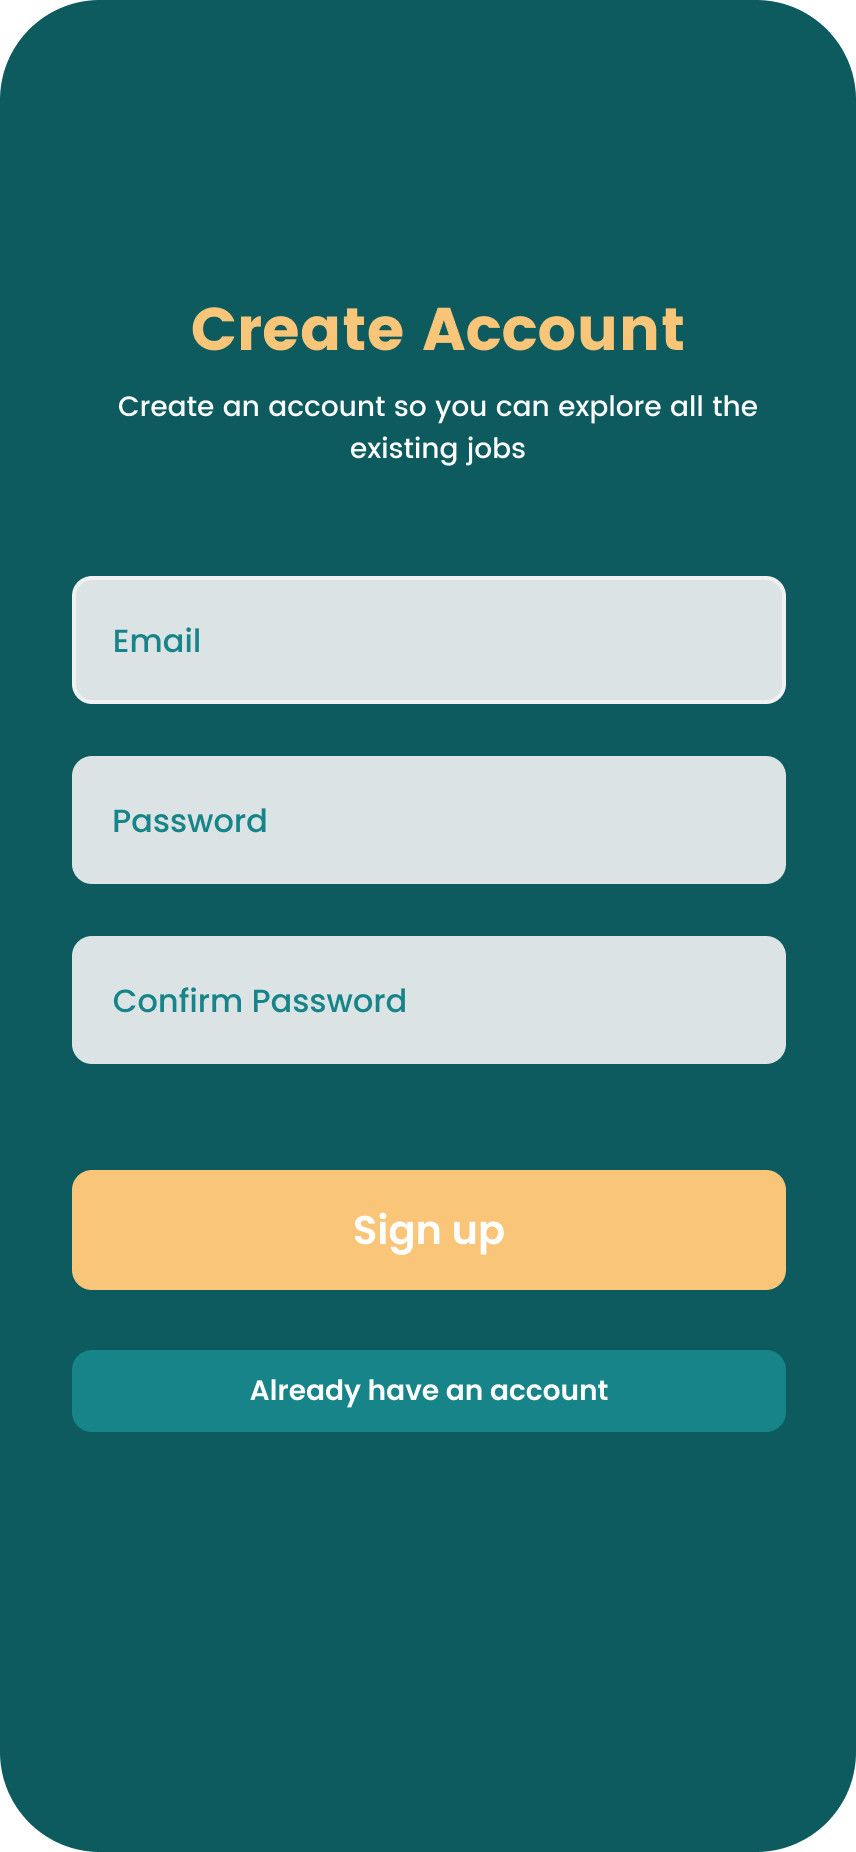 Create Account
Create an account so you can explore all the
existing jobs
Email
Password
Confirm Password
Sign up
Already have an account